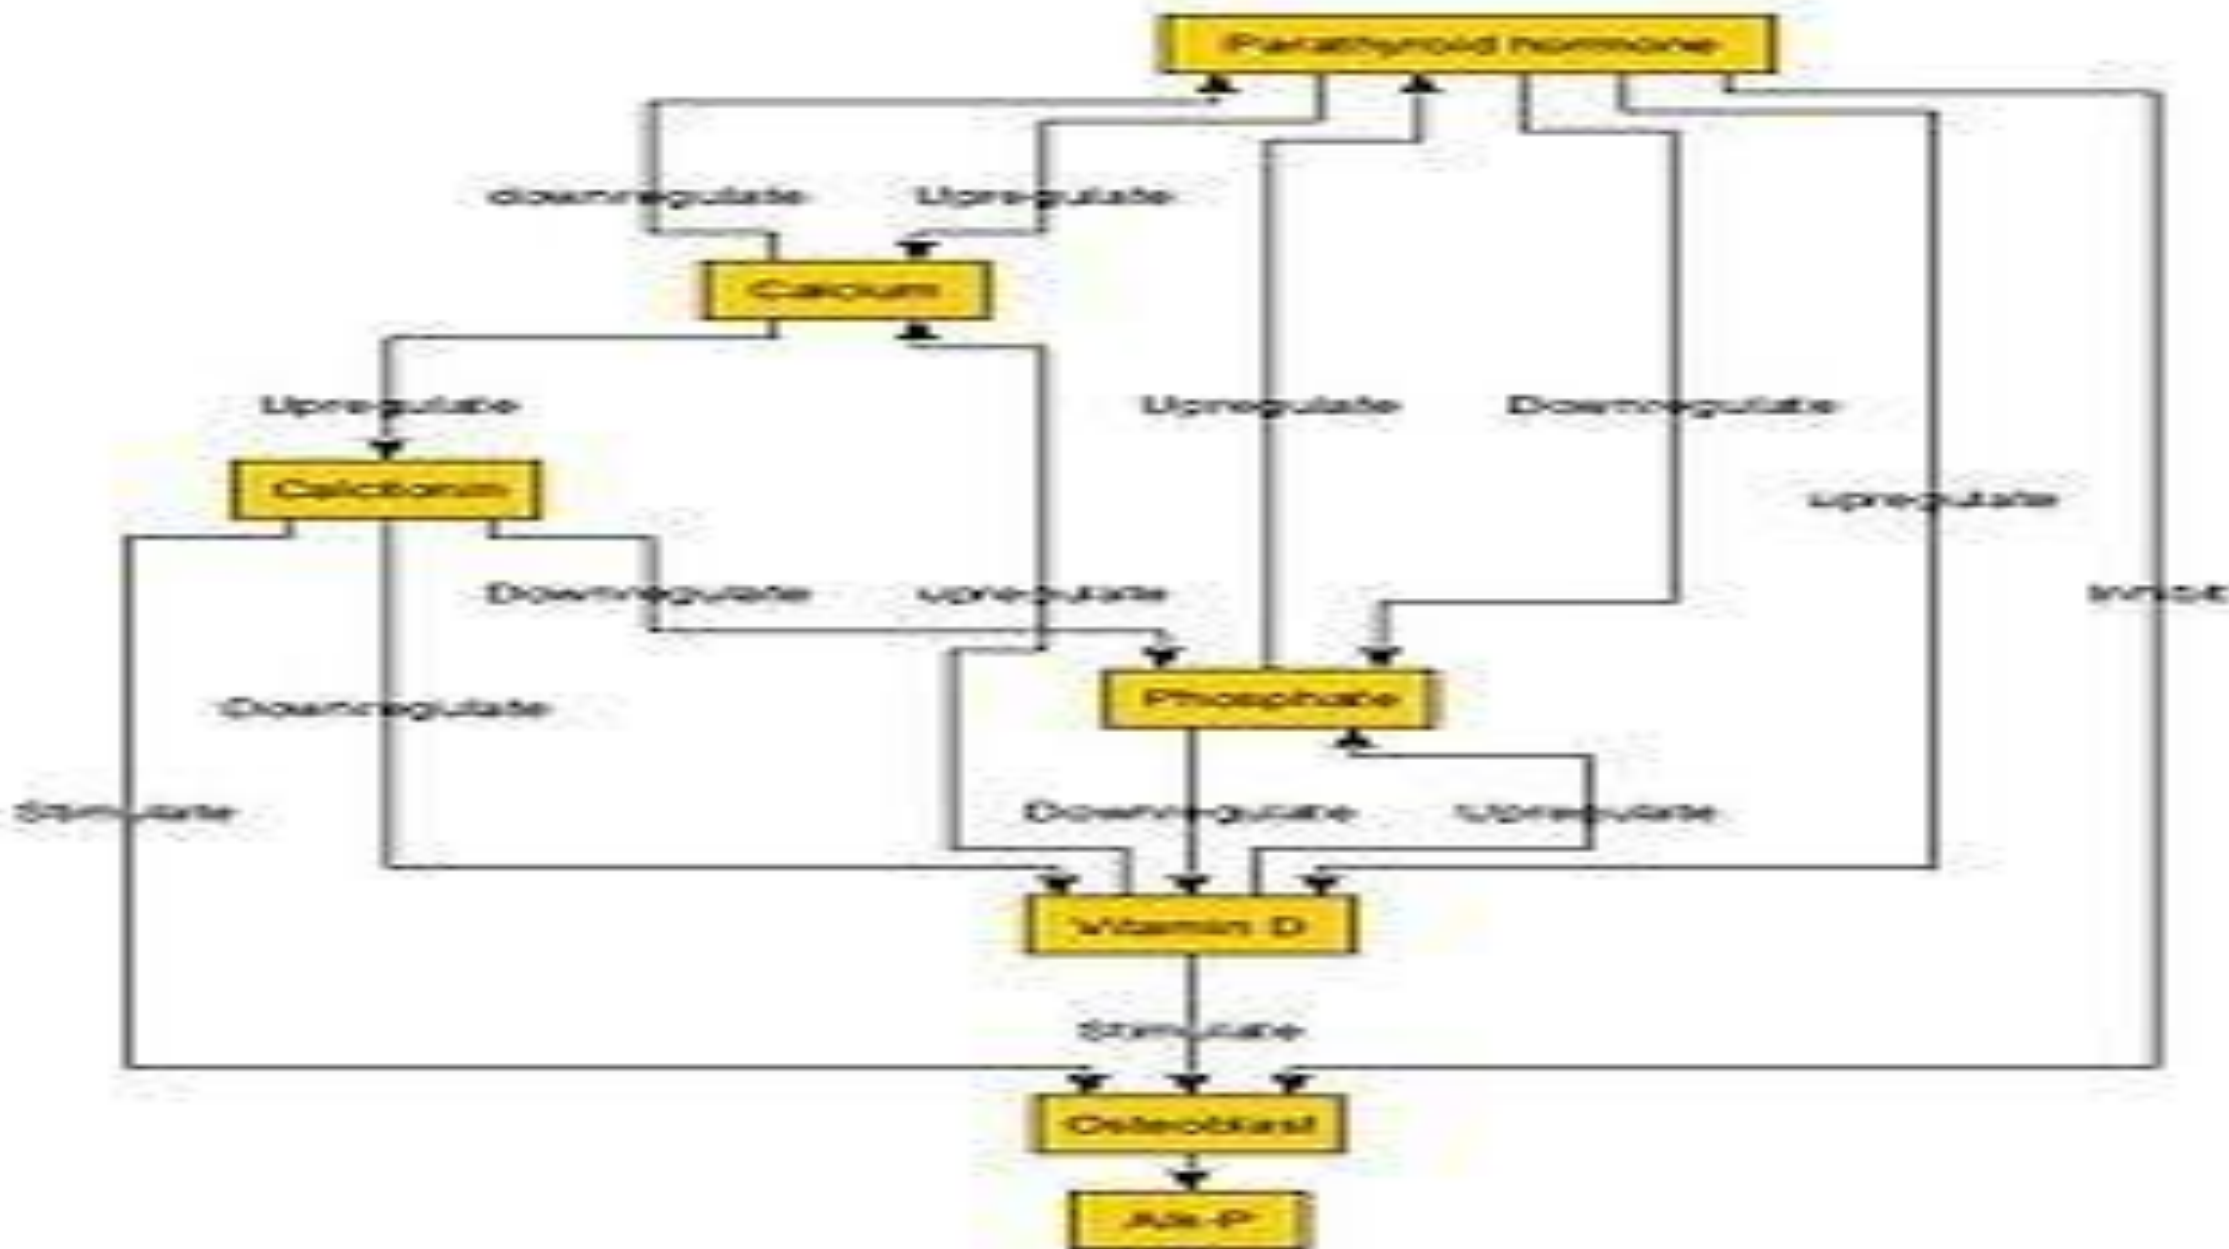 Parathyroid hormone
downregulate
Upregulate
Calcium
Upregulate
Upregulate
Downregulate
Calcitonin
upregulate
Downregulate
upregulate
Inhibit
Phosphate
Downregulate
Stimulate
Downregulate
Upregulate
Vitamin D
Stimulate
Osteoblast
Alk-P